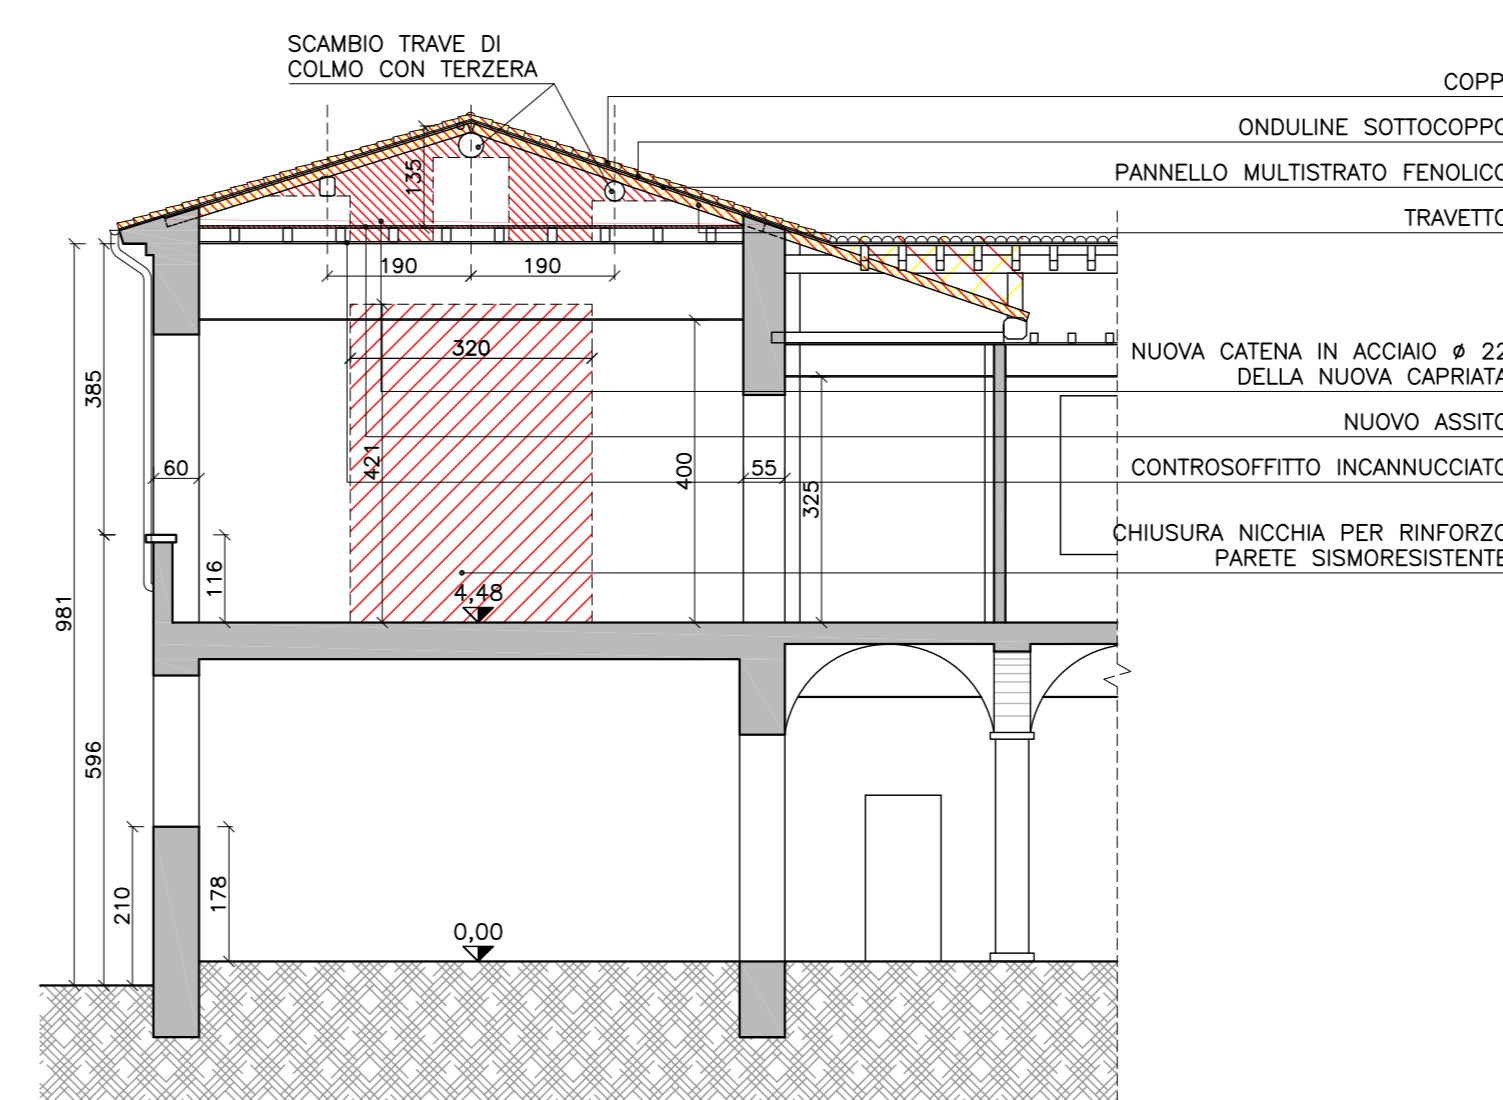 SCAMBIO TRAVE DI
COLMO CON TERZERA
COPP
ONDULINE SOTTOCOPPO
PANNELLO MULTISTRATO FENOLICO
TRAVETTO
135
190
190
320
NUOVA CATENA IN ACCIAIO ø 22
DELLA NUOVA CAPRIATA
385
NUOVO ASSITO
421
400
60
55
CONTROSOFFITTO INCANNUCCIATO
325
CHIUSURA NICCHIA PER RINFORZO
PARETE SISMORESISTENTE
116
4,48
981
596
210
178
0,00